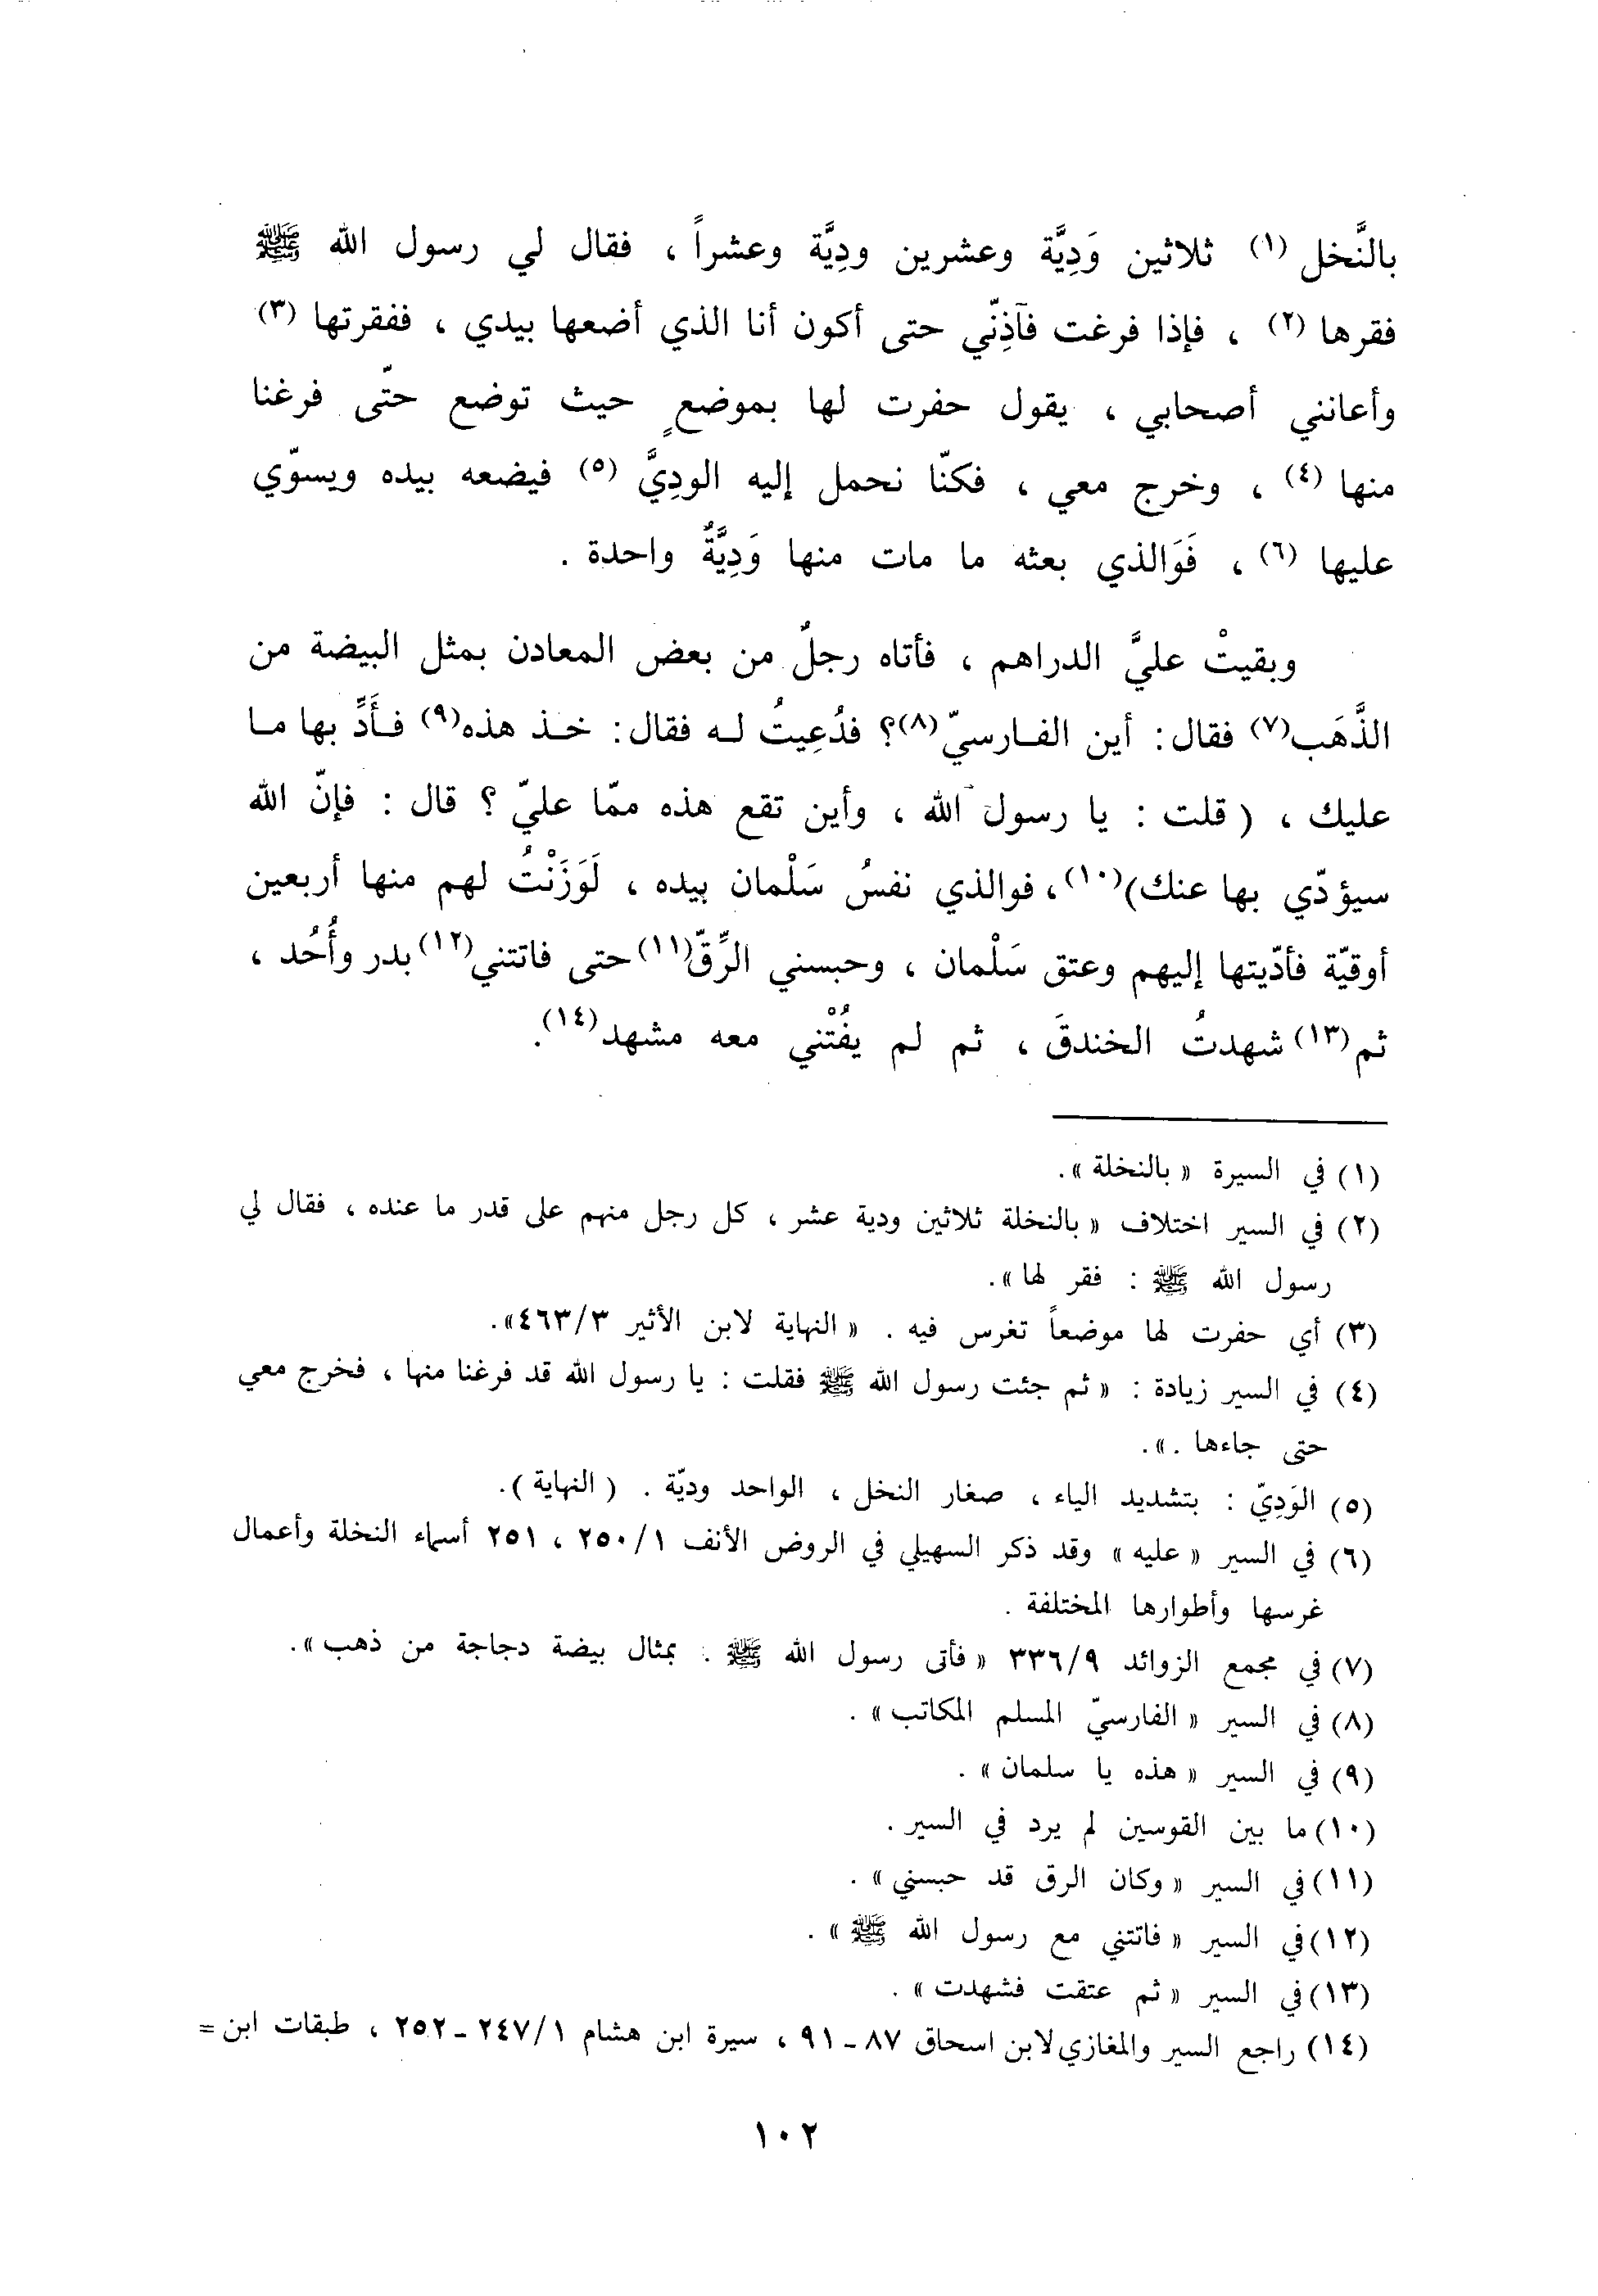 بالنَّخل (١) ثلاثين وَدِيَّة وعشرين ودِيَّة وعشراً ، فقال لي رسول الله ﷺ
فقرها (٢) ، فإذا فرغت فآذِنّي حتى أكون أنا الذي أضعها بيدي ، ففقرتها (٣)
وأعانني أصحابي ، يقول حفرت لها بموضعٍ حيث توضع حتّى فرغنا
منها (٤) ، وخرج معي ، فكنّا نحمل إليه الودِيَّ (٥) فيضعه بيده ويسوّي
عليها (٦) ، فَوَالذي بعثه ما مات منها وَدِيَّةٌ واحدة .
وبقيتْ عليَّ الدراهم ، فأتاه رجلٌ من بعض المعادن بمثل البيضة من
الذَّهَب(٧) فقال : أين الفارسيّ(٨)؟ فدُعِيتُ له فقال : خذ هذه(٩) فأَدِّ بها ما
عليك ، ( قلت : يا رسول الله ، وأين تقع هذه ممّا عليّ ؟ قال : فإنّ الله
سيؤدّي بها عنك)(١٠)، فوالذي نفسُ سَلْمان بيده ، لَوَزَنْتُ لهم منها أربعين
أوقيّة فأدّيتها إليهم وعتق سَلْمان ، وحبسني الرِّقّ(١١) حتى فاتتني(١٢) بدر وأُحُد ،
ثم (١٣) شهدتُ الخندقَ ، ثم لم يفُتْني معه مشهد(١٤).
(١) في السيرة « بالنخلة ».
(٢) في السير اختلاف « بالنخلة ثلاثين ودية عشر ، كل رجل منهم على قدر ما عنده ، فقال لي
رسول الله ﷺ : فقر لها ».
(٣) أي حفرت لها موضعاً تغرس فيه . « النهاية لابن الأثير ٤٦٣/٣».
(٤) في السير زيادة : « ثم جئت رسول الله ﷺ فقلت : يا رسول الله قد فرغنا منها ، فخرج معي
حتى جاءها .».
(٥) الوَدِيّ : بتشديد الياء ، صغار النخل ، الواحد وديّة . ( النهاية ).
(٦) في السير « عليه » وقد ذكر السهيلي في الروض الأنف ٢٥٠/١ ، ٢٥١ أسماء النخلة وأعمال
غرسها وأطوارها المختلفة .
(٧) في مجمع الزوائد ٣٣٦/٩ « فأتى رسول الله ﷺ . بمثال بيضة دجاجة من ذهب ».
(٨) في السير « الفارسيّ المسلم المكاتب » .
(٩) في السير « هذه يا سلمان » .
(١٠) ما بين القوسين لم يرد في السير .
(١١) في السير « وكان الرق قد حبسني » .
(١٢) في السير « فاتتني مع رسول الله ﷺ » .
(١٣) في السير « ثم عتقت فشهدت » .
(١٤) راجع السير والمغازي لابن اسحاق ٨٧ ـ ٩١ ، سيرة ابن هشام ٢٤٧/١ ـ ٢٥٢ ، طبقات ابن =
١٠٢